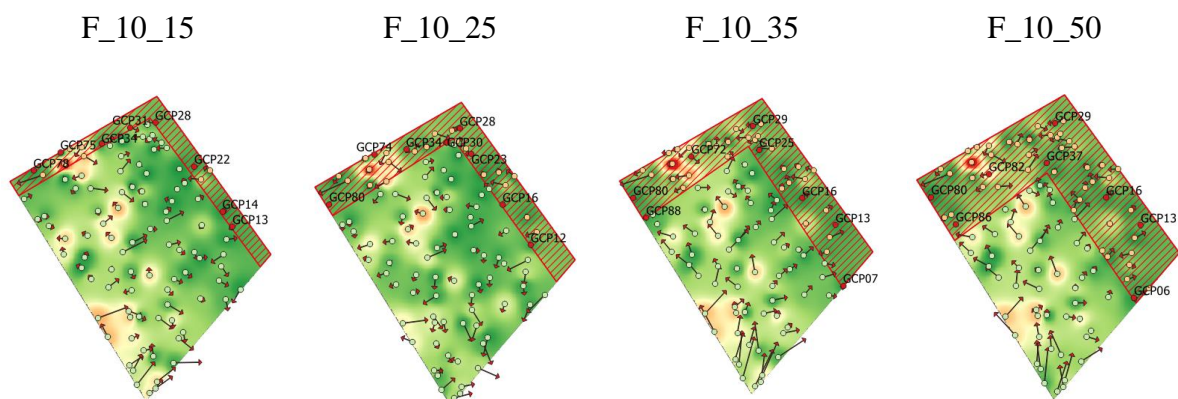 F_10_15
F_10_25
F_10_35
F_10_50
GCP31
GCP28
GCP75
GCP34
GCP78
GCP22
GCP14
GCP13
GCP28
GCP74
GCP34
GCP30
GCP23
GCP80
GCP16
GCP12
GCP29
GCP72
GCP25
GCP80
GCP16
GCP88
GCP13
GCP07
GCP29
GCP37
GCP82
GCP80
GCP16
GCP86
GCP13
GCP06